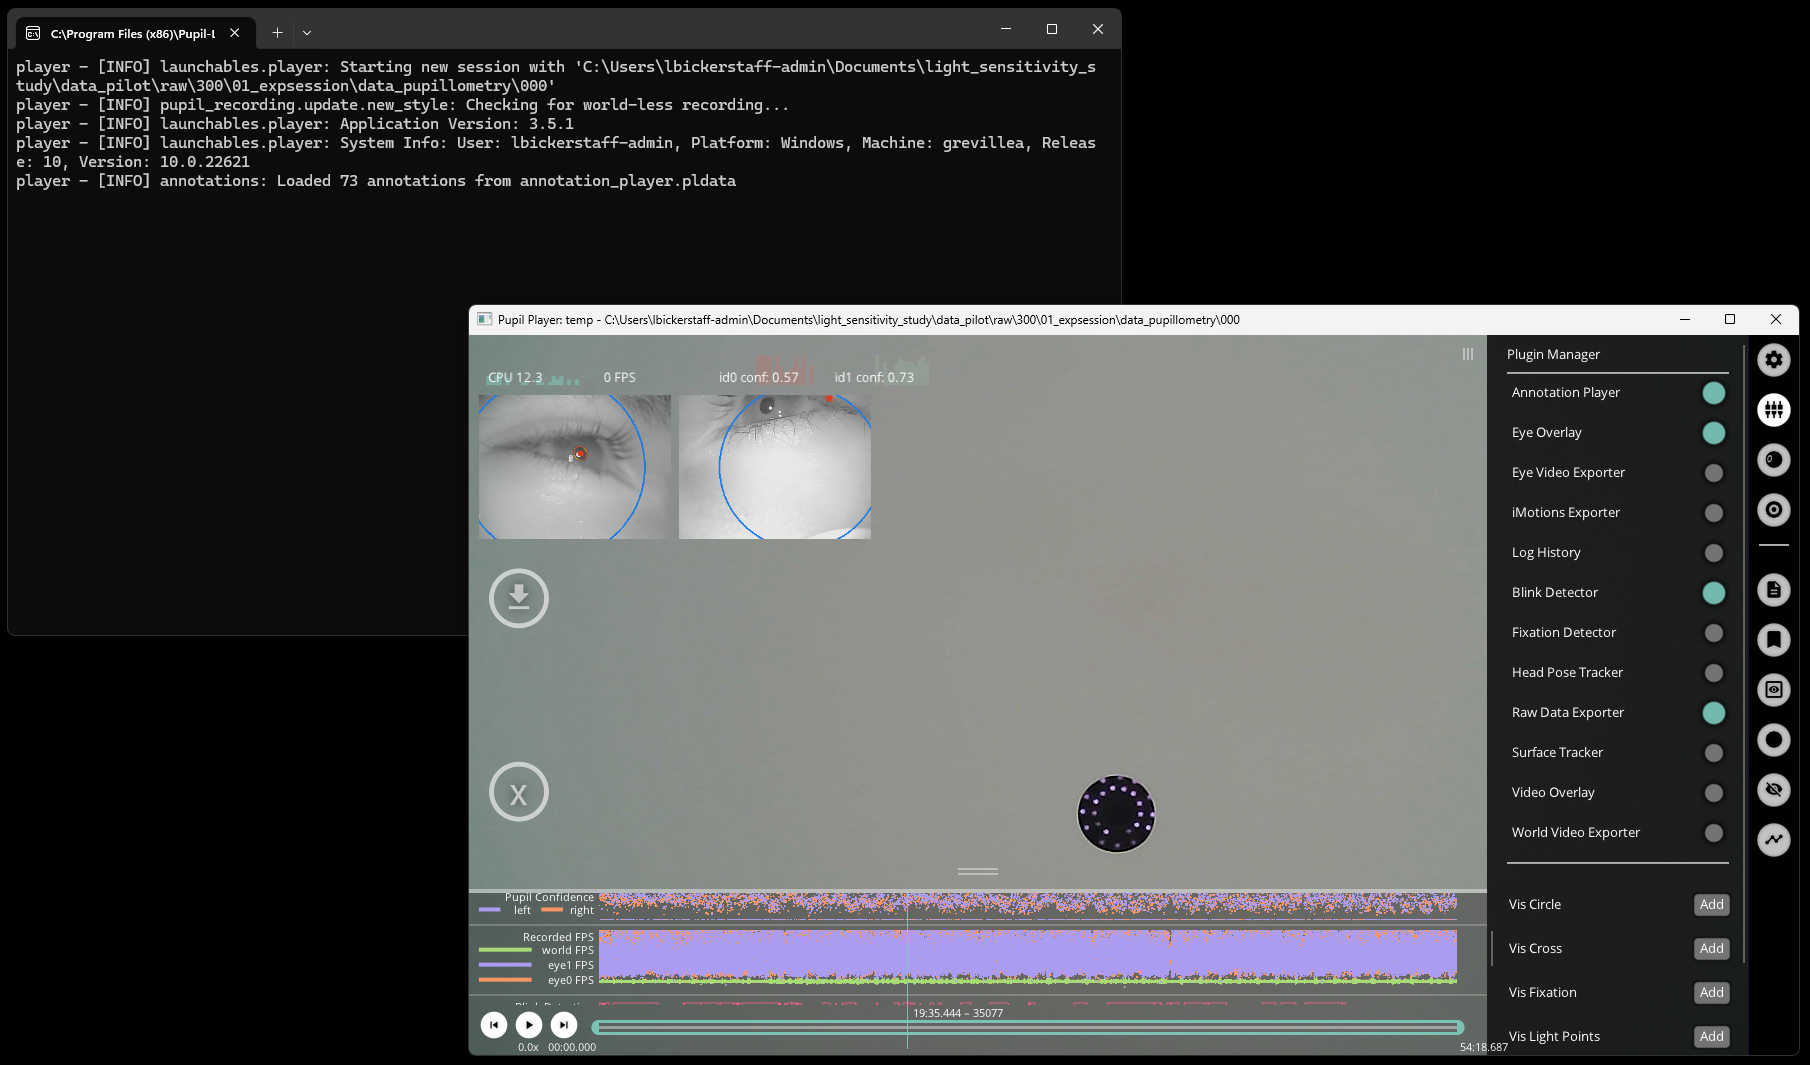 C:\Program Files (x86)\Pupil-L
player - [INFO] launchables.player: Starting new session with 'C:\Users\lbickerstaff-admin\Documents\light_sensitivity_s
tudy\data_pilot\raw\300\01_expsession\data_pupillometry\000'
player - [INFO] pupil_recording.update.new_style: Checking for world-less recording...
player - [INFO] launchables.player: Application Version: 3.5.1
player - [INFO] launchables.player: System Info: User: lbickerstaff-admin, Platform: Windows, Machine: grevillea, Releas
e: 10, Version: 10.0.22621
player - [INFO] annotations: Loaded 73 annotations from annotation_player.pldata
Pupil Player: temp - C:\Users\lbickerstaff-admin\Documents\light_sensitivity_study\data_pilot\raw\300\01_expsession\data_pupillometry\000
CPU 12.3
0 FPS
id0 conf: 0.57
id1 conf: 0.73
X
Pupil Confidence
left right
Recorded FPS
world FPS
eye1 FPS
eye0 FPS
Blink Detection
19:35.444 – 35077
0.0x 00:00.000
54:18.687
Plugin Manager
Annotation Player
Eye Overlay
Eye Video Exporter
iMotions Exporter
Log History
Blink Detector
Fixation Detector
Head Pose Tracker
Raw Data Exporter
Surface Tracker
Video Overlay
World Video Exporter
Vis Circle Add
Vis Cross Add
Vis Fixation Add
Vis Light Points Add